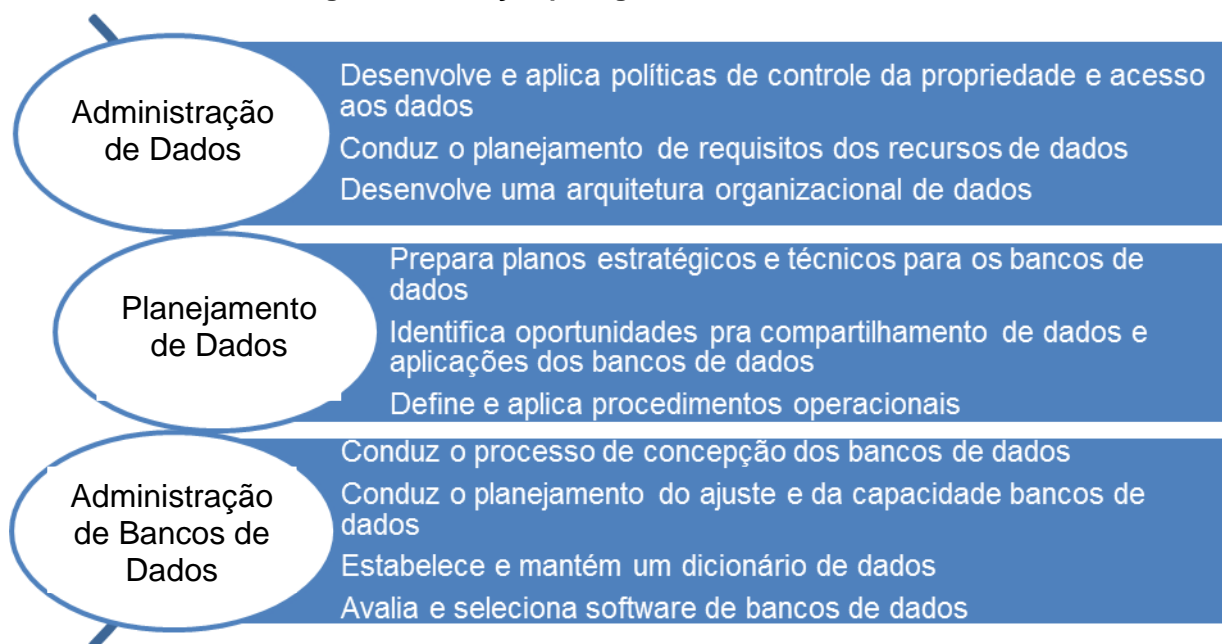 Administração
de Dados
Desenvolve e aplica políticas de controle da propriedade e acesso
aos dados
Conduz o planejamento de requisitos dos recursos de dados
Desenvolve uma arquitetura organizacional de dados
Planejamento
de Dados
Prepara planos estratégicos e técnicos para os bancos de
dados
Identifica oportunidades pra compartilhamento de dados e
aplicações dos bancos de dados
Define e aplica procedimentos operacionais
Administração
de Bancos de
Dados
Conduz o processo de concepção dos bancos de dados
Conduz o planejamento do ajuste e da capacidade bancos de
dados
Estabelece e mantém um dicionário de dados
Avalia e seleciona software de bancos de dados